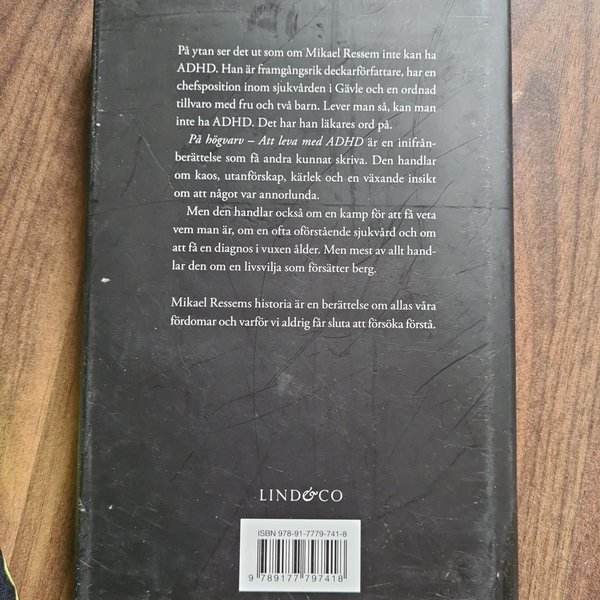 På ytan ser det ut som om Mikael Ressem inte kan ha
ADHD. Han är framgångsrik deckarförfattare, har en
chefsposition inom sjukvården i Gävle och en ordnad
tillvaro med fru och två barn. Lever man så, kan man
inte ha ADHD. Det har han läkares ord på.
På högvarv – Att leva med ADHD är en inifrån-
berättelse som få andra kunnat skriva. Den handlar
om kaos, utanförskap, kärlek och en växande insikt
om att något var annorlunda.
Men den handlar också om en kamp för att få veta
vem man är, om en ofta oförstående sjukvård och om
att få en diagnos i vuxen ålder. Men mest av allt hand-
lar den om en livsvilja som försätter berg.
Mikael Ressems historia är en berättelse om allas våra
fördomar och varför vi aldrig får sluta att försöka förstå.
LIND&CO
ISBN 978-91-7779-741-8
9 789177 797418